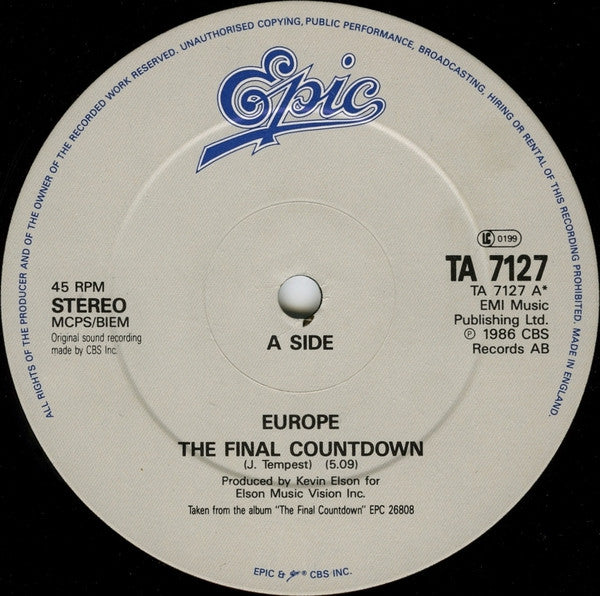 ALL RIGHTS OF THE PRODUCER AND OF THE OWNER OF THE RECORDED WORK RESERVED. UNAUTHORISED COPYING, PUBLIC PERFORMANCE, BROADCASTING, HIRING OR RENTAL OF THIS RECORDING PROHIBITED. MADE IN ENGLAND.
Epic
LC 0199
45 RPM
STEREO
MCPS/BIEM
Original sound recording
made by CBS Inc.
TA 7127
TA 7127 A*
EMI Music
Publishing Ltd.
℗ 1986 CBS
Records AB
A SIDE
EUROPE
THE FINAL COUNTDOWN
(J. Tempest) (5.09)
Produced by Kevin Elson for
Elson Music Vision Inc.
Taken from the album "The Final Countdown" EPC 26808
EPIC & Epic ® CBS INC.